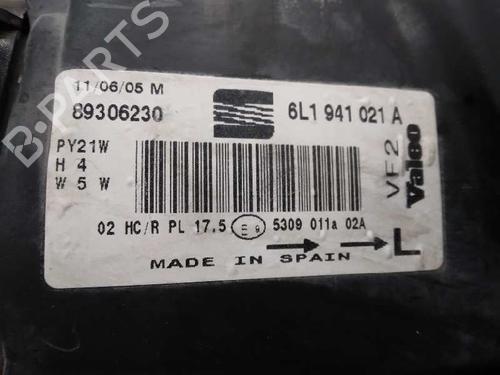 11/06/05 M
89306230
6L1 941 021 A
PY21W
H 4
W 5 W
VF2
Valeo
02 HC/R PL 17.5 E 9 5309 011a 02A
L
MADE IN SPAIN
B-PARTS